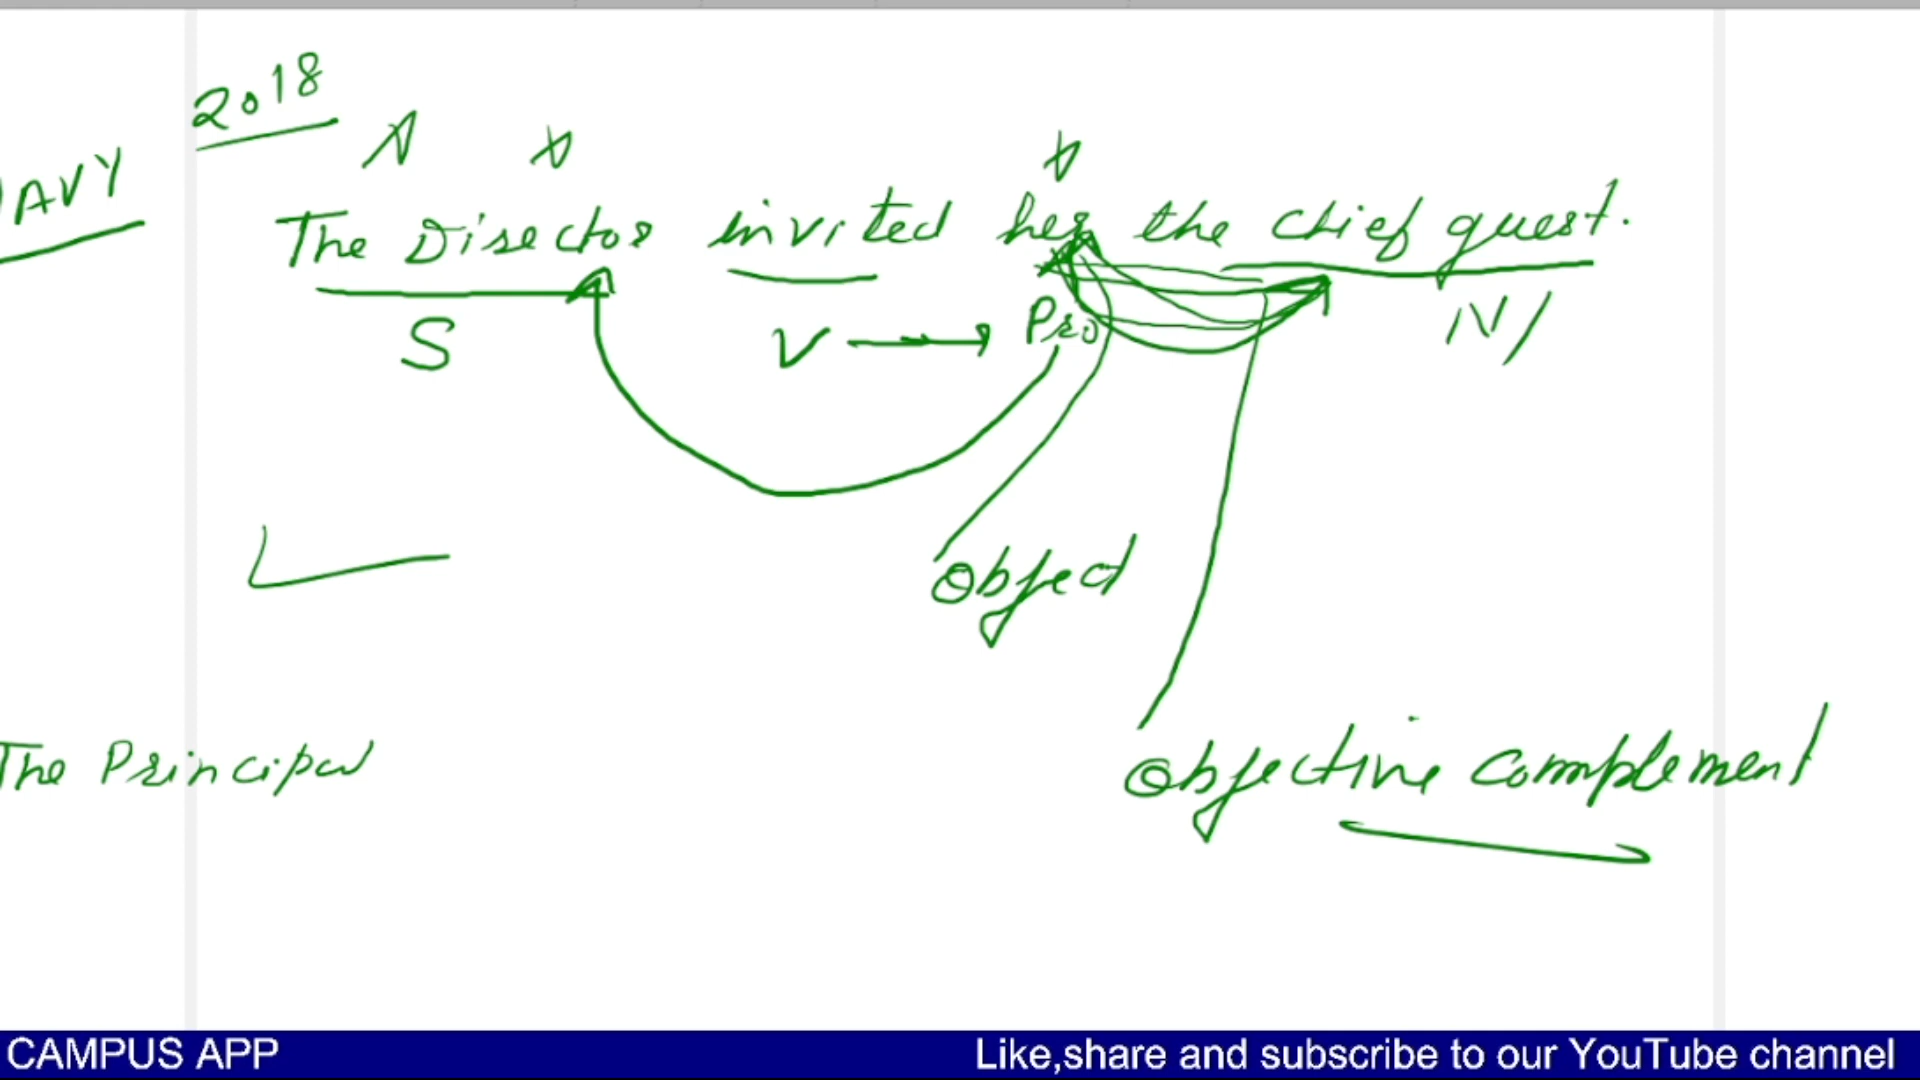 2018
NAVY
The Director invited her the chief guest.
S
V
Pro
N
Object
The Principal
Objective complement
CAMPUS APP
Like,share and subscribe to our YouTube channel